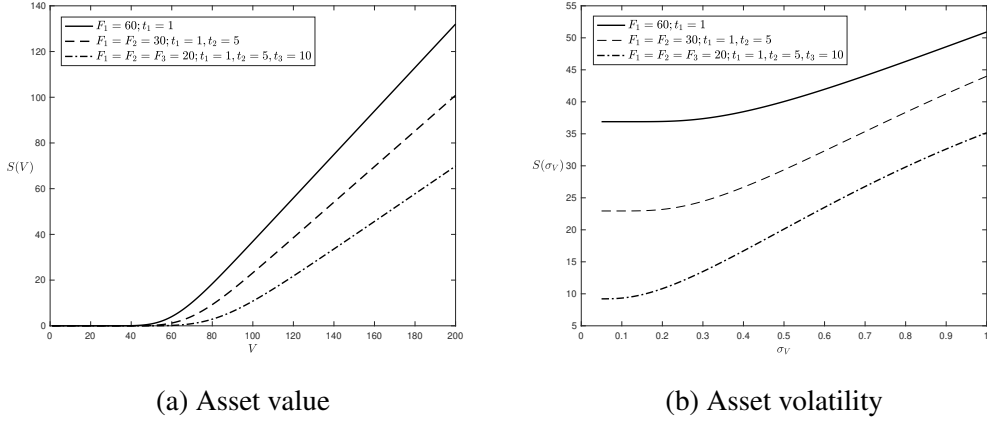 140
120
100
80
60
40
20
0
S(V)
F₁ = 60; t₁ = 1
F₁ = F₂ = 30; t₁ = 1, t₂ = 5
F₁ = F₂ = F₃ = 20; t₁ = 1, t₂ = 5, t₃ = 10
0 20 40 60 80 100 120 140 160 180 200
V
(a) Asset value
55
50
45
40
35
30
25
20
15
10
5
S(σ_V)
F₁ = 60; t₁ = 1
F₁ = F₂ = 30; t₁ = 1, t₂ = 5
F₁ = F₂ = F₃ = 20; t₁ = 1, t₂ = 5, t₃ = 10
0 0.1 0.2 0.3 0.4 0.5 0.6 0.7 0.8 0.9 1
σ_V
(b) Asset volatility